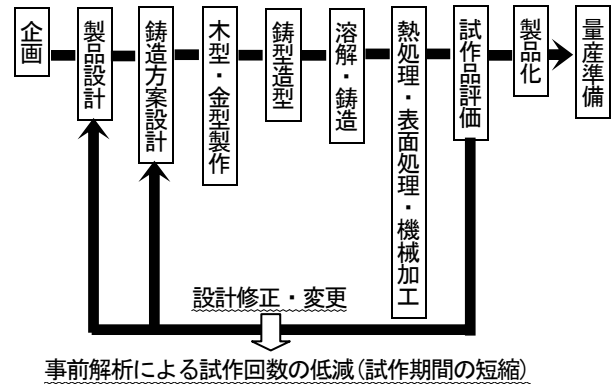 企画
製品設計
鋳造方案設計
木型・金型製作
鋳型造型
溶解・鋳造
熱処理・表面処理・機械加工
試作品評価
製品化
量産準備
設計修正・変更
事前解析による試作回数の低減(試作期間の短縮)